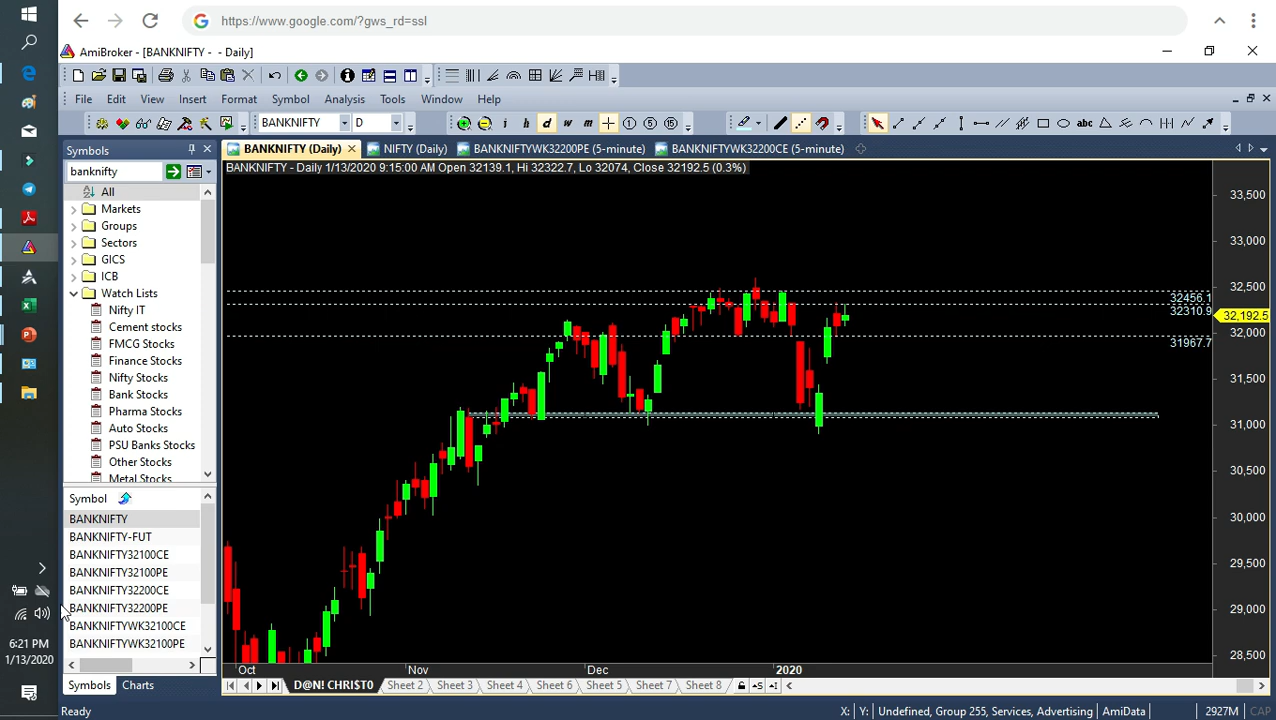 https://www.google.com/?gws_rd=ssl
AmiBroker - [BANKNIFTY - - Daily]
File Edit View Insert Format Symbol Analysis Tools Window Help
BANKNIFTY D i h d w m 1 5 15 abc
Symbols
BANKNIFTY (Daily) NIFTY (Daily) BANKNIFTYWK32200PE (5-minute) BANKNIFTYWK32200CE (5-minute)
banknifty
BANKNIFTY - Daily 1/13/2020 9:15:00 AM Open 32139.1, Hi 32322.7, Lo 32074, Close 32192.5 (0.3%)
All
Markets
Groups
Sectors
GICS
ICB
Watch Lists
Nifty IT
Cement stocks
FMCG Stocks
Finance Stocks
Nifty Stocks
Bank Stocks
Pharma Stocks
Auto Stocks
PSU Banks Stocks
Other Stocks
Metal Stocks
Symbol
BANKNIFTY
BANKNIFTY-FUT
BANKNIFTY32100CE
BANKNIFTY32100PE
BANKNIFTY32200CE
BANKNIFTY32200PE
BANKNIFTYWK32100CE
BANKNIFTYWK32100PE
33,500
33,000
32,500
32456.1
32310.9
32,192.5
32,000
31967.7
31,500
31,000
30,500
30,000
29,500
29,000
28,500
Oct Nov Dec 2020
Symbols Charts
D@N! CHRI$T0 Sheet 2 Sheet 3 Sheet 4 Sheet 6 Sheet 5 Sheet 7 Sheet 8
6:21 PM
1/13/2020
Ready X: Y: Undefined, Group 255, Services, Advertising AmiData 2927M CAP